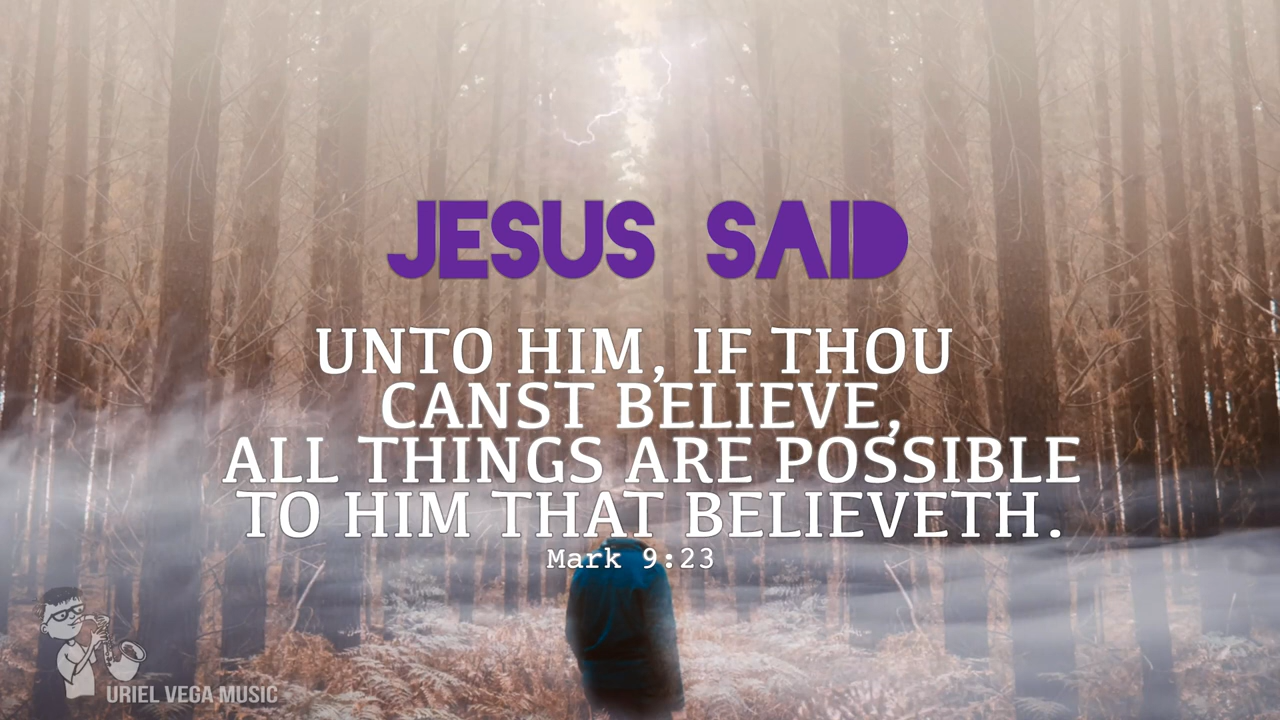 JESUS SAID
UNTO HIM, IF THOU
CANST BELIEVE,
ALL THINGS ARE POSSIBLE
TO HIM THAT BELIEVETH.
Mark 9:23
URIEL VEGA MUSIC